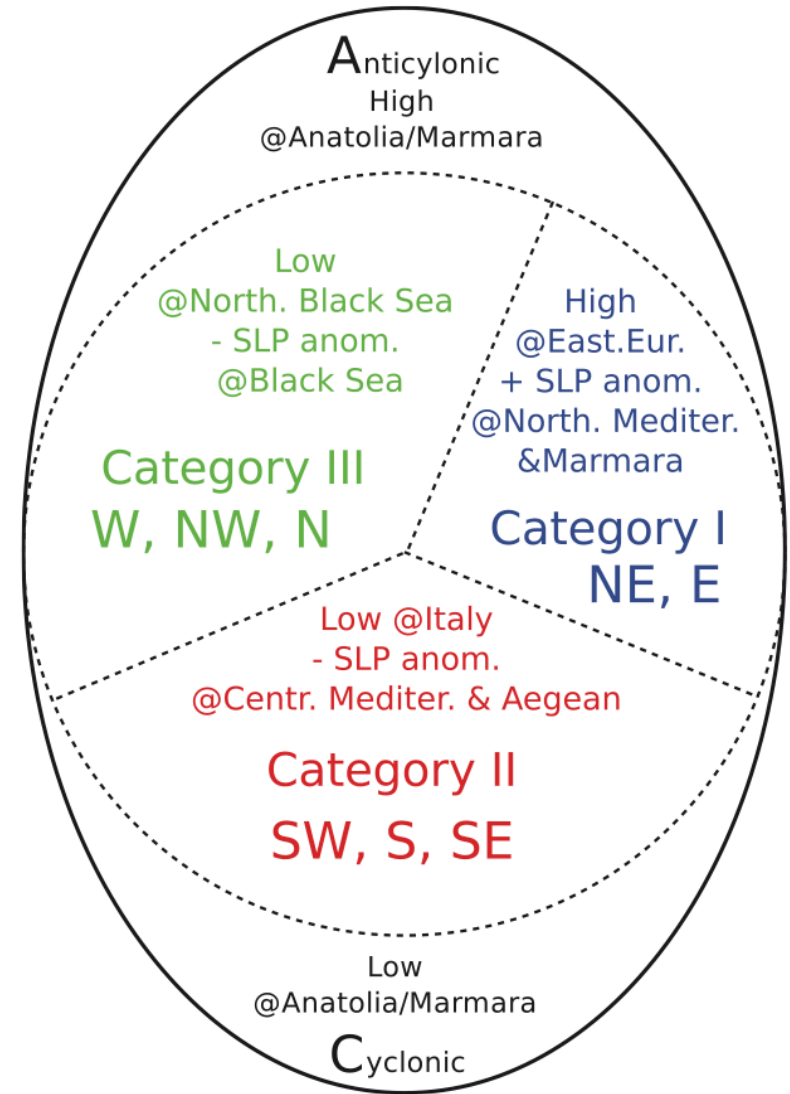 Anticylonic
High
@Anatolia/Marmara
Low
@North. Black Sea
- SLP anom.
@Black Sea
Category III
W, NW, N
High
@East.Eur.
+ SLP anom.
@North. Mediter.
&Marmara
Category I
NE, E
Low @Italy
- SLP anom.
@Centr. Mediter. & Aegean
Category II
SW, S, SE
Low
@Anatolia/Marmara
Cyclonic